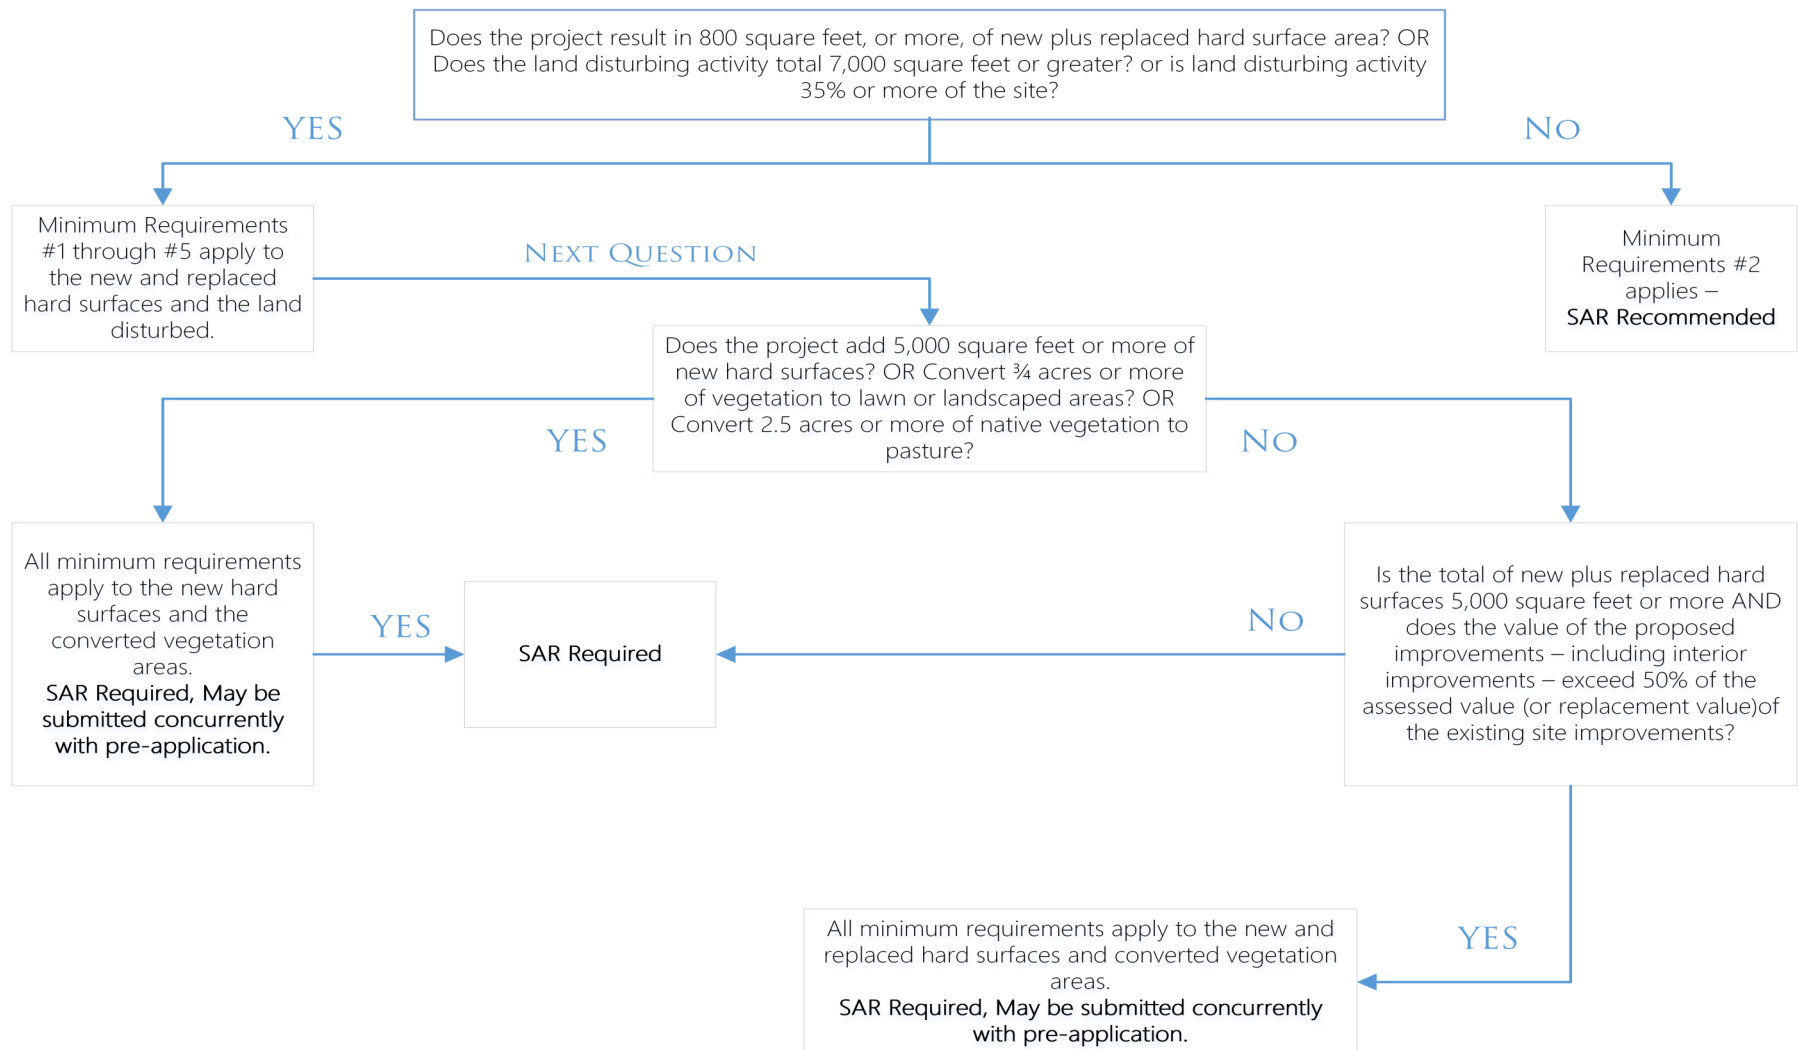 Does the project result in 800 square feet, or more, of new plus replaced hard surface area? OR
Does the land disturbing activity total 7,000 square feet or greater? or is land disturbing activity
35% or more of the site?
YES
NO
Minimum Requirements
#1 through #5 apply to
the new and replaced
hard surfaces and the land
disturbed.
NEXT QUESTION
Minimum
Requirements #2
applies –
SAR Recommended
Does the project add 5,000 square feet or more of
new hard surfaces? OR Convert ¾ acres or more
of vegetation to lawn or landscaped areas? OR
Convert 2.5 acres or more of native vegetation to
pasture?
YES
NO
All minimum requirements
apply to the new hard
surfaces and the
converted vegetation
areas.
SAR Required, May be
submitted concurrently
with pre-application.
YES
SAR Required
NO
Is the total of new plus replaced hard
surfaces 5,000 square feet or more AND
does the value of the proposed
improvements – including interior
improvements – exceed 50% of the
assessed value (or replacement value)of
the existing site improvements?
YES
All minimum requirements apply to the new and
replaced hard surfaces and converted vegetation
areas.
SAR Required, May be submitted concurrently
with pre-application.